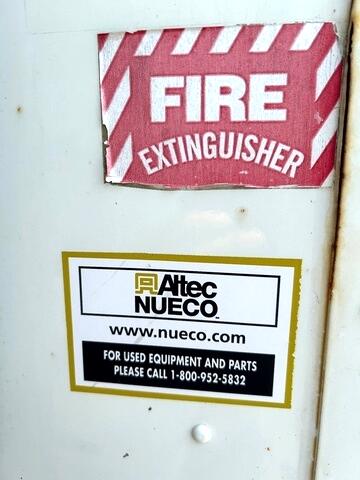 FIRE
EXTINGUISHER
Altec
NUECO
www.nueco.com
FOR USED EQUIPMENT AND PARTS
PLEASE CALL 1-800-952-5832